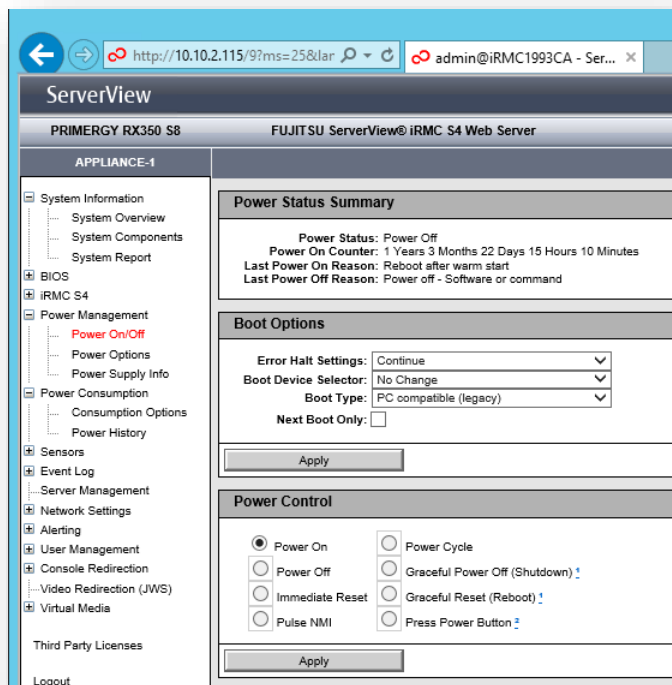 http://10.10.2.115/9?ms=25&lar
admin@iRMC1993CA - Ser...
ServerView
PRIMERGY RX350 S8
FUJITSU ServerView® iRMC S4 Web Server
APPLIANCE-1
System Information
System Overview
System Components
System Report
BIOS
iRMC S4
Power Management
Power On/Off
Power Options
Power Supply Info
Power Consumption
Consumption Options
Power History
Sensors
Event Log
Server Management
Network Settings
Alerting
User Management
Console Redirection
Video Redirection (JWS)
Virtual Media
Third Party Licenses
Logout
Power Status Summary
Power Status: Power Off
Power On Counter: 1 Years 3 Months 22 Days 15 Hours 10 Minutes
Last Power On Reason: Reboot after warm start
Last Power Off Reason: Power off - Software or command
Boot Options
Error Halt Settings: Continue
Boot Device Selector: No Change
Boot Type: PC compatible (legacy)
Next Boot Only:
Apply
Power Control
Power On Power Cycle
Power Off Graceful Power Off (Shutdown) 1
Immediate Reset Graceful Reset (Reboot) 1
Pulse NMI Press Power Button 2
Apply